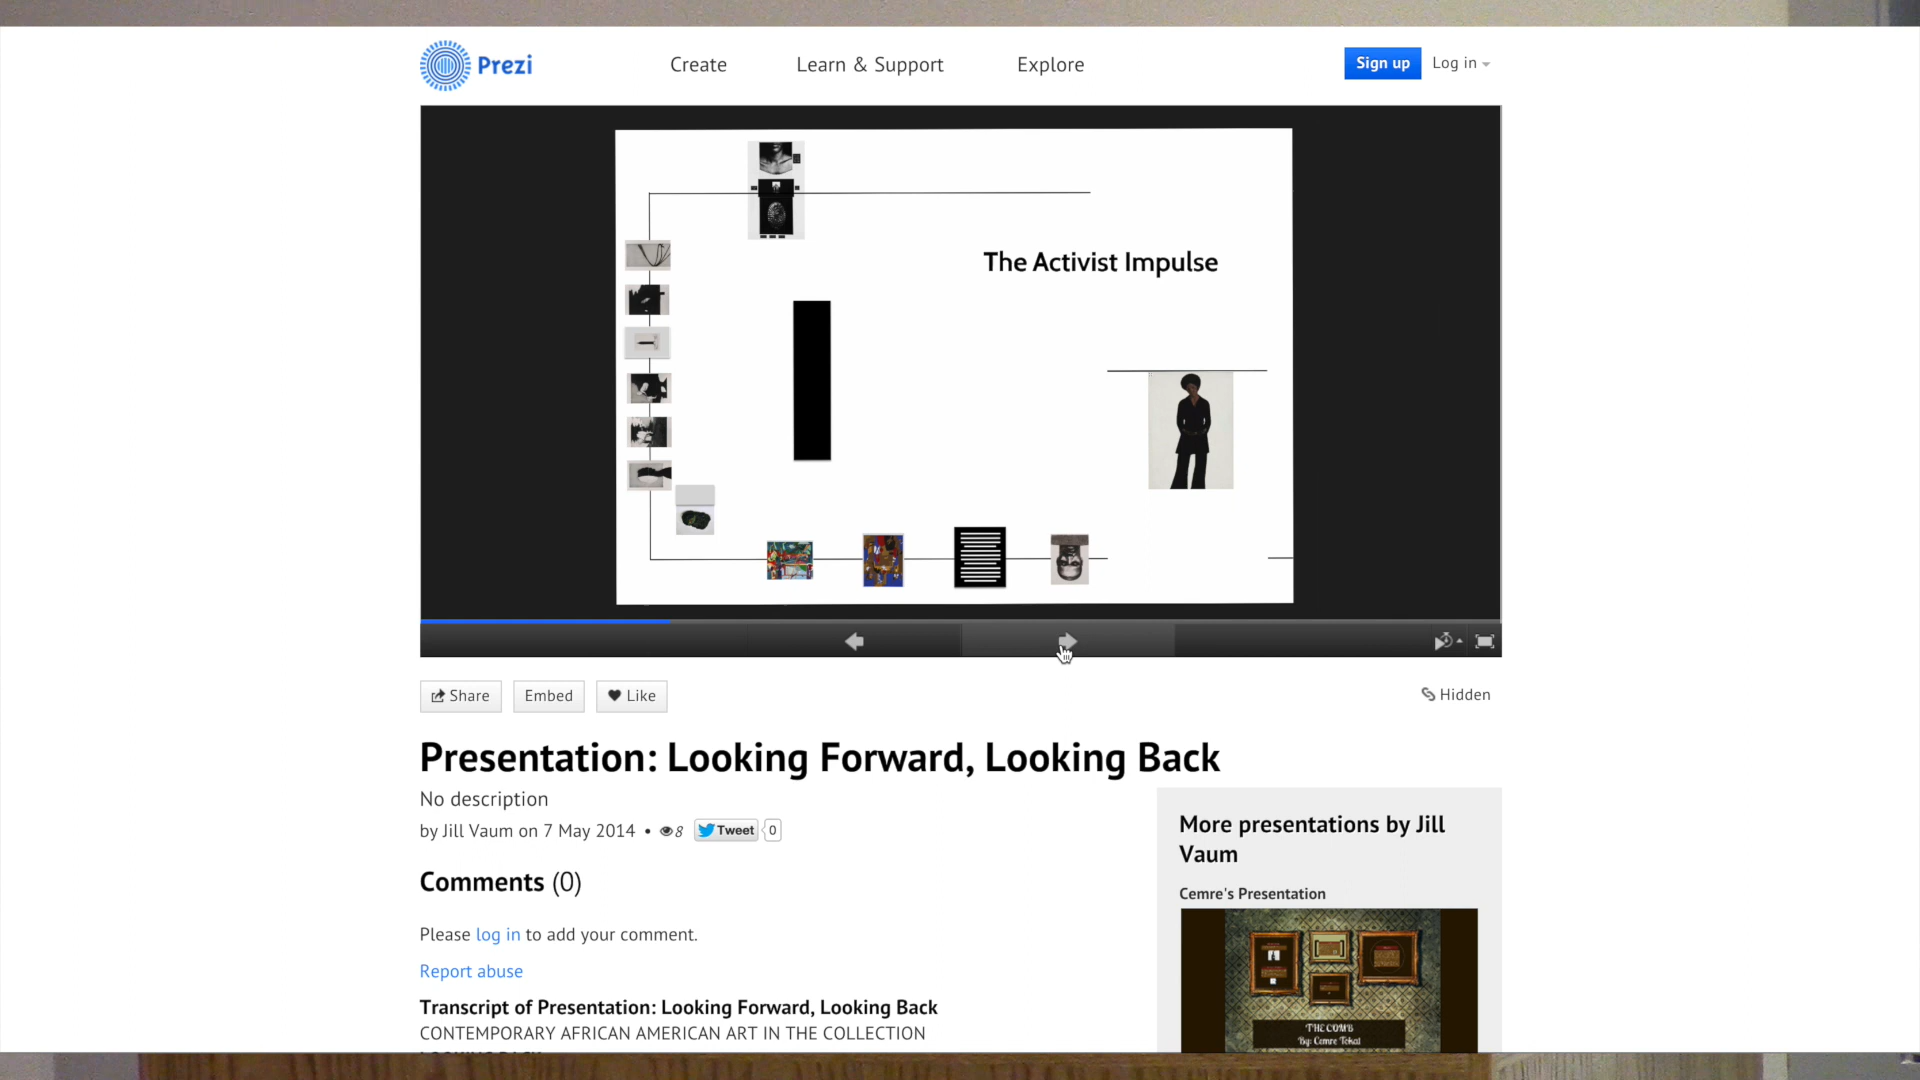 Prezi
Create
Learn & Support
Explore
Sign up
Log in
The Activist Impulse
Share
Embed
Like
Hidden
Presentation: Looking Forward, Looking Back
No description
by Jill Vaum on 7 May 2014 • 8
Tweet
0
Comments (0)
Please log in to add your comment.
Report abuse
Transcript of Presentation: Looking Forward, Looking Back
CONTEMPORARY AFRICAN AMERICAN ART IN THE COLLECTION
More presentations by Jill
Vaum
Cemre's Presentation
THE COMB
By: Cemre Tokat